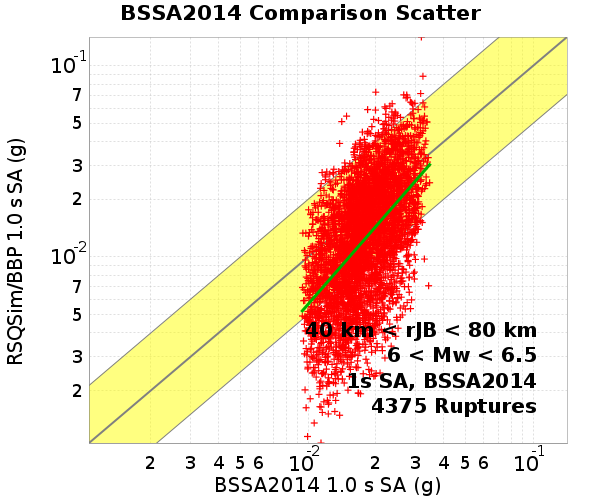 BSSA2014 Comparison Scatter
RSQSim/BBP 1.0 s SA (g)
10⁻¹
7
5
3
2
10⁻²
7
5
3
2
40 km < rJB < 80 km
6 < Mw < 6.5
1s SA, BSSA2014
4375 Ruptures
2 3 4 5 6 10⁻² 2 3 4 5 6 10⁻¹
BSSA2014 1.0 s SA (g)